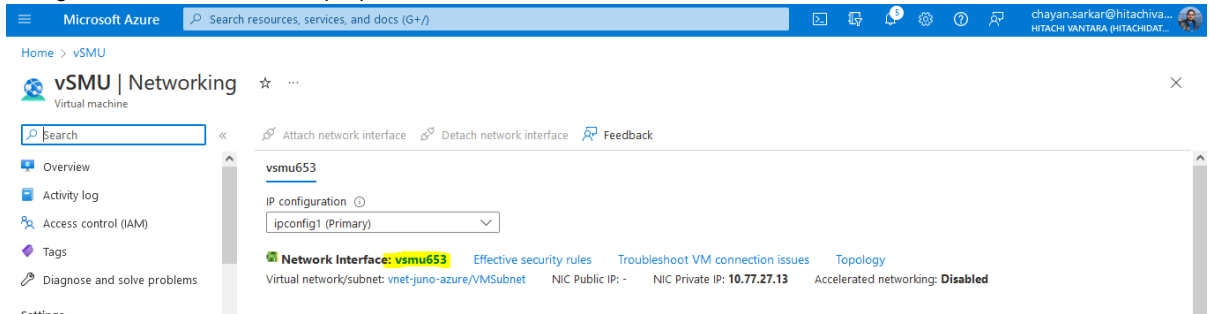 Microsoft Azure
Search resources, services, and docs (G+/)
5
chayan.sarkar@hitachiva...
HITACHI VANTARA (HITACHIDAT...
Home > vSMU
vSMU | Networking
Virtual machine
Search
Attach network interface Detach network interface Feedback
Overview
Activity log
Access control (IAM)
Tags
Diagnose and solve problems
vsmu653
IP configuration
ipconfig1 (Primary)
Network Interface: vsmu653 Effective security rules Troubleshoot VM connection issues Topology
Virtual network/subnet: vnet-juno-azure/VMSubnet NIC Public IP: - NIC Private IP: 10.77.27.13 Accelerated networking: Disabled